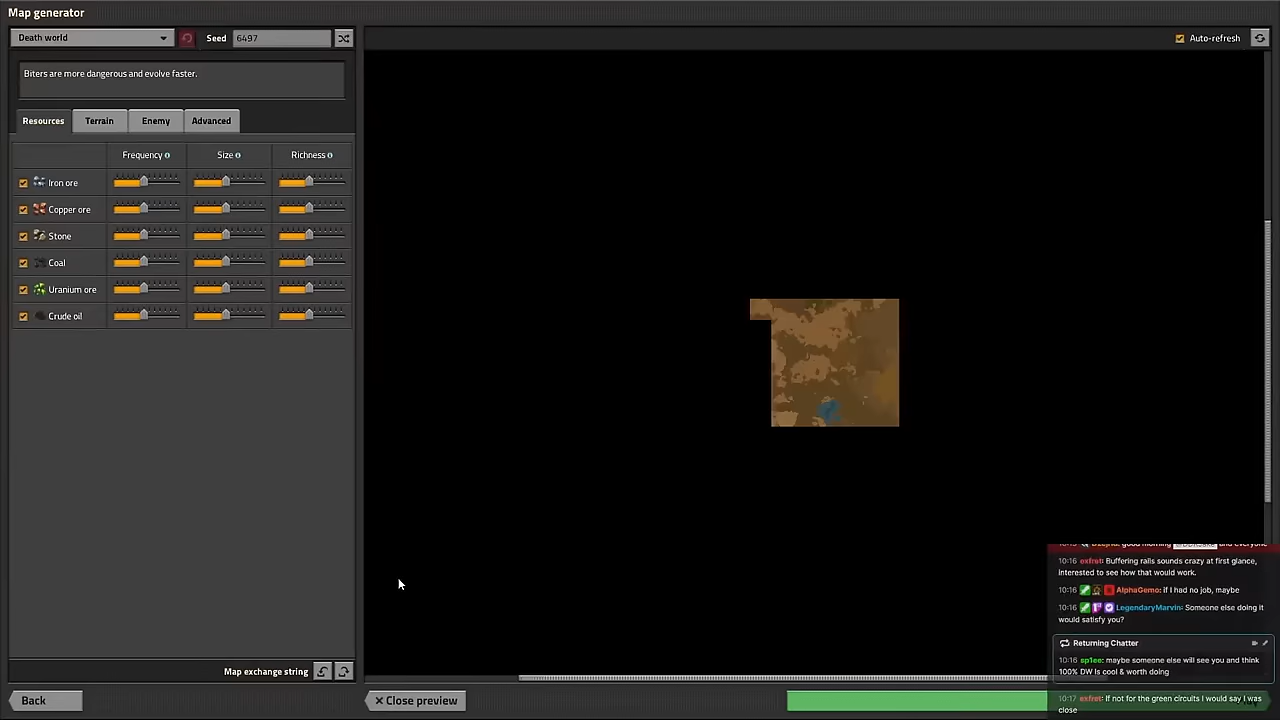 Map generator
Death world
Seed
6497
Auto-refresh
Biters are more dangerous and evolve faster.
Resources
Terrain
Enemy
Advanced
Frequency
Size
Richness
Iron ore
Copper ore
Stone
Coal
Uranium ore
Crude oil
Map exchange string
Back
× Close preview
good morning
10:16 exfret: Buffering rails sounds crazy at first glance,
interested to see how that would work.
10:16 AlphaGemo: if I had no job, maybe
10:16 LegendaryMarvin: Someone else doing it
would satisfy you?
Returning Chatter
10:16 sp1ee: maybe someone else will see you and think
100% DW is cool & worth doing
10:17 exfret: If not for the green circuits I would say I was
close